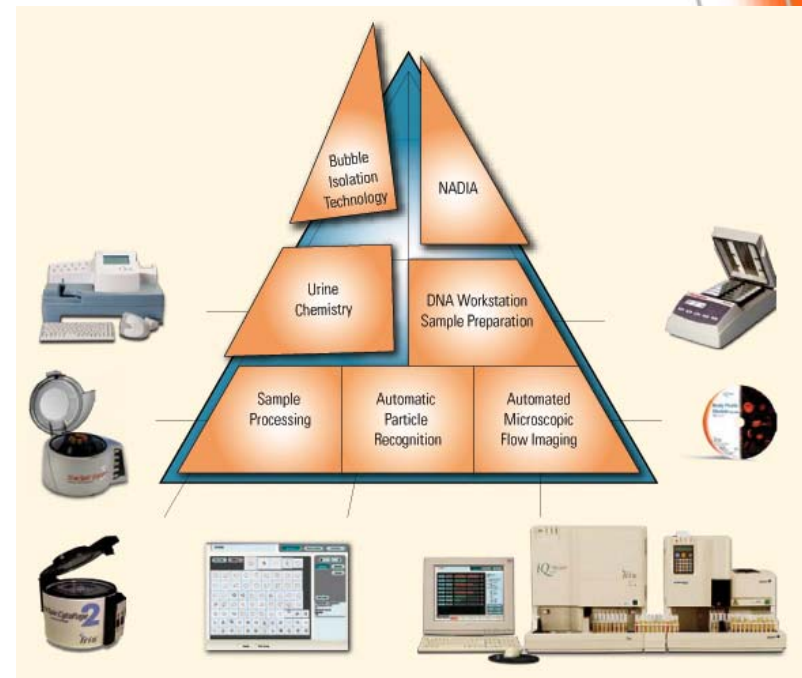 Bubble
Isolation
Technology
NADIA
Urine
Chemistry
DNA Workstation
Sample Preparation
Sample
Processing
Automatic
Particle
Recognition
Automated
Microscopic
Flow Imaging
2
iris
iQ
iris